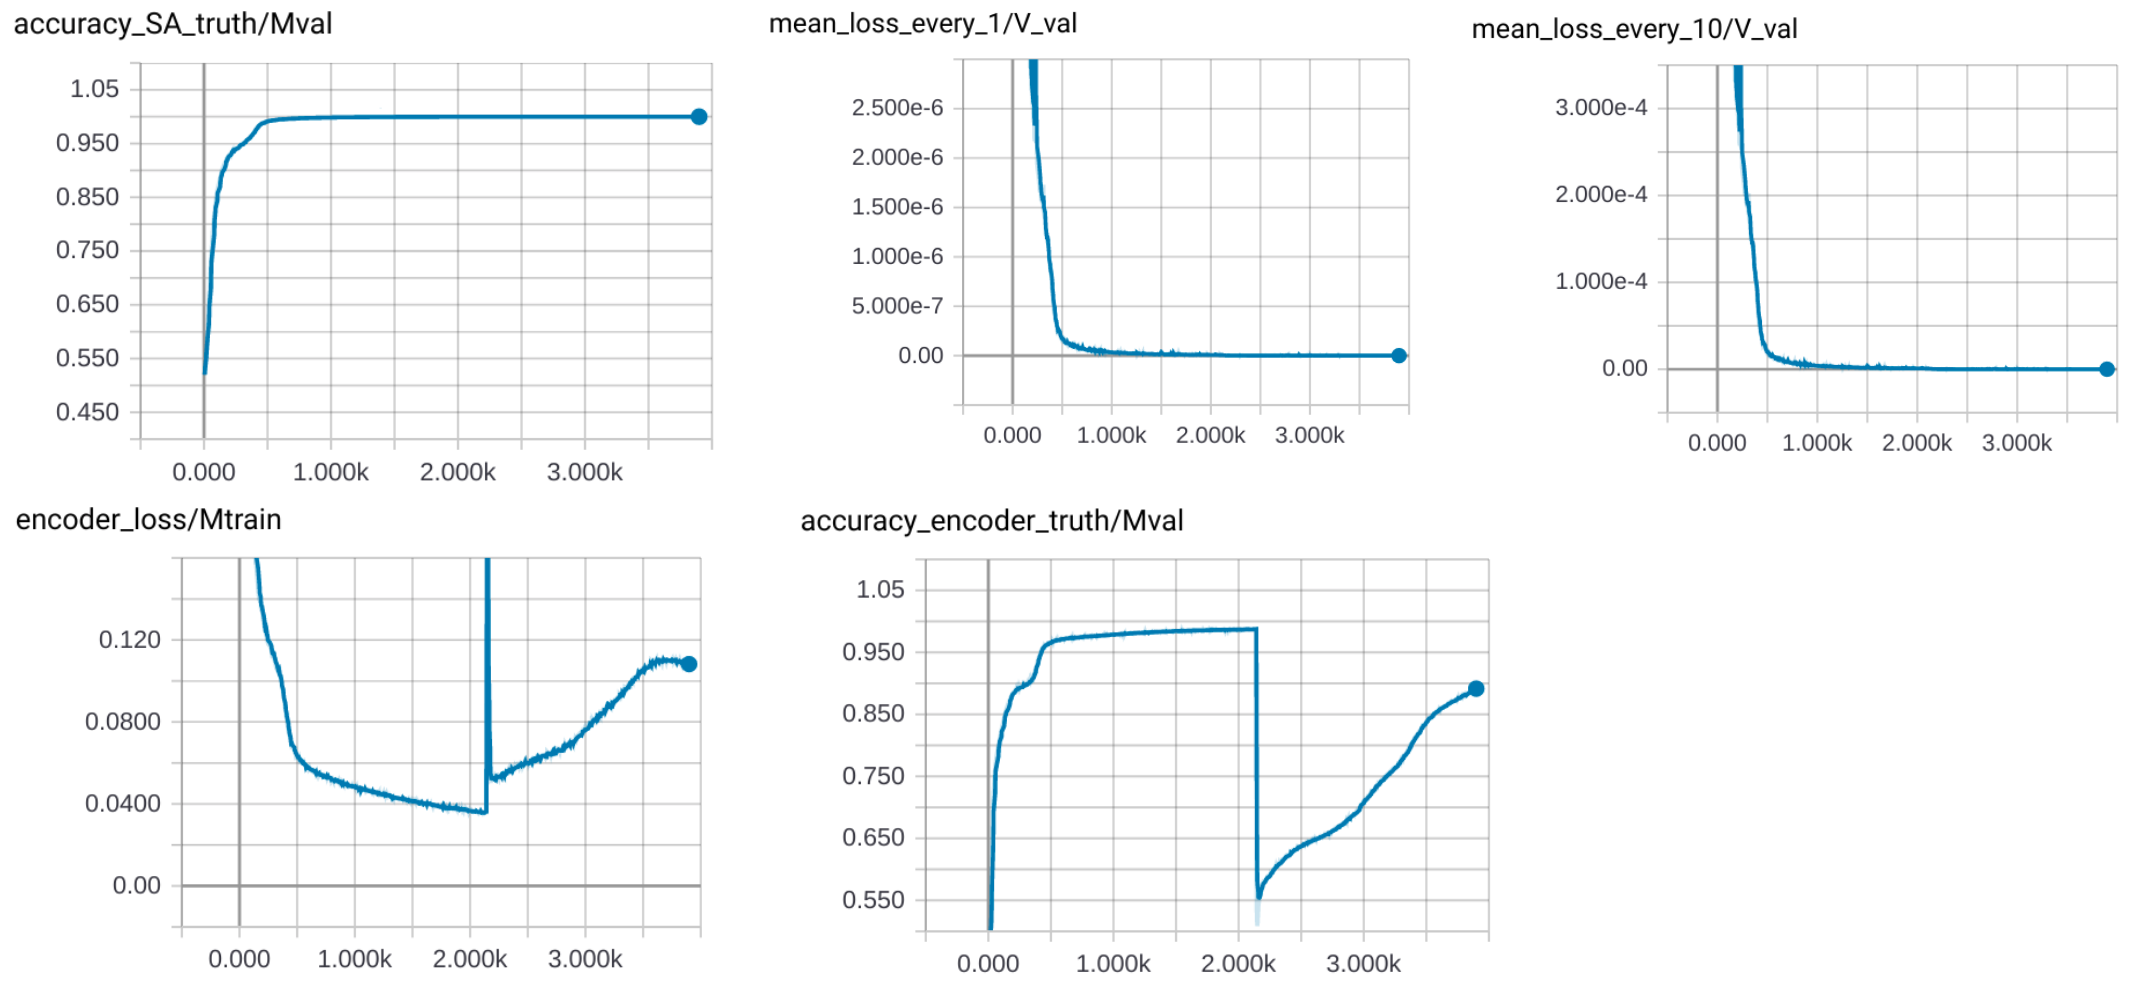 accuracy_SA_truth/Mval
1.05
0.950
0.850
0.750
0.650
0.550
0.450
0.000 1.000k 2.000k 3.000k
mean_loss_every_1/V_val
2.500e-6
2.000e-6
1.500e-6
1.000e-6
5.000e-7
0.00
0.000 1.000k 2.000k 3.000k
mean_loss_every_10/V_val
3.000e-4
2.000e-4
1.000e-4
0.00
0.000 1.000k 2.000k 3.000k
encoder_loss/Mtrain
0.120
0.0800
0.0400
0.00
0.000 1.000k 2.000k 3.000k
accuracy_encoder_truth/Mval
1.05
0.950
0.850
0.750
0.650
0.550
0.000 1.000k 2.000k 3.000k